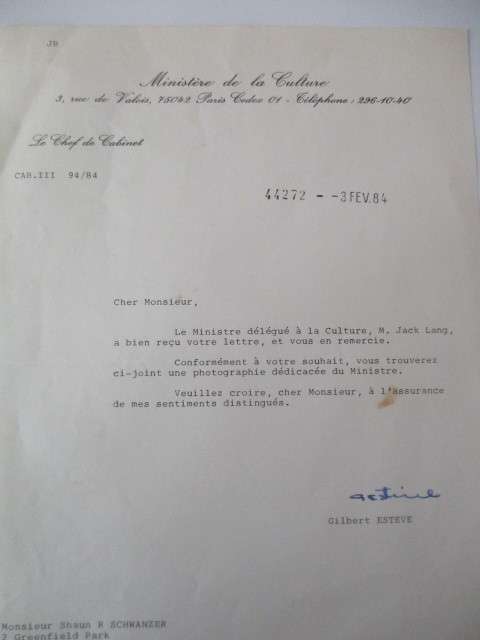 JB
Ministère de la Culture
3, rue de Valois, 75042 Paris Cedex 01 - Téléphone : 296-10-40
Le Chef de Cabinet
CAB.III 94/84
44272 - -3 FEV. 84
Cher Monsieur,
Le Ministre délégué à la Culture, M. Jack Lang,
a bien reçu votre lettre, et vous en remercie.
Conformément à votre souhait, vous trouverez
ci-joint une photographie dédicacée du Ministre.
Veuillez croire, cher Monsieur, à l'assurance
de mes sentiments distingués.
Gilbert ESTEVE
Monsieur Shaun R SCHWANZER
2 Greenfield Park